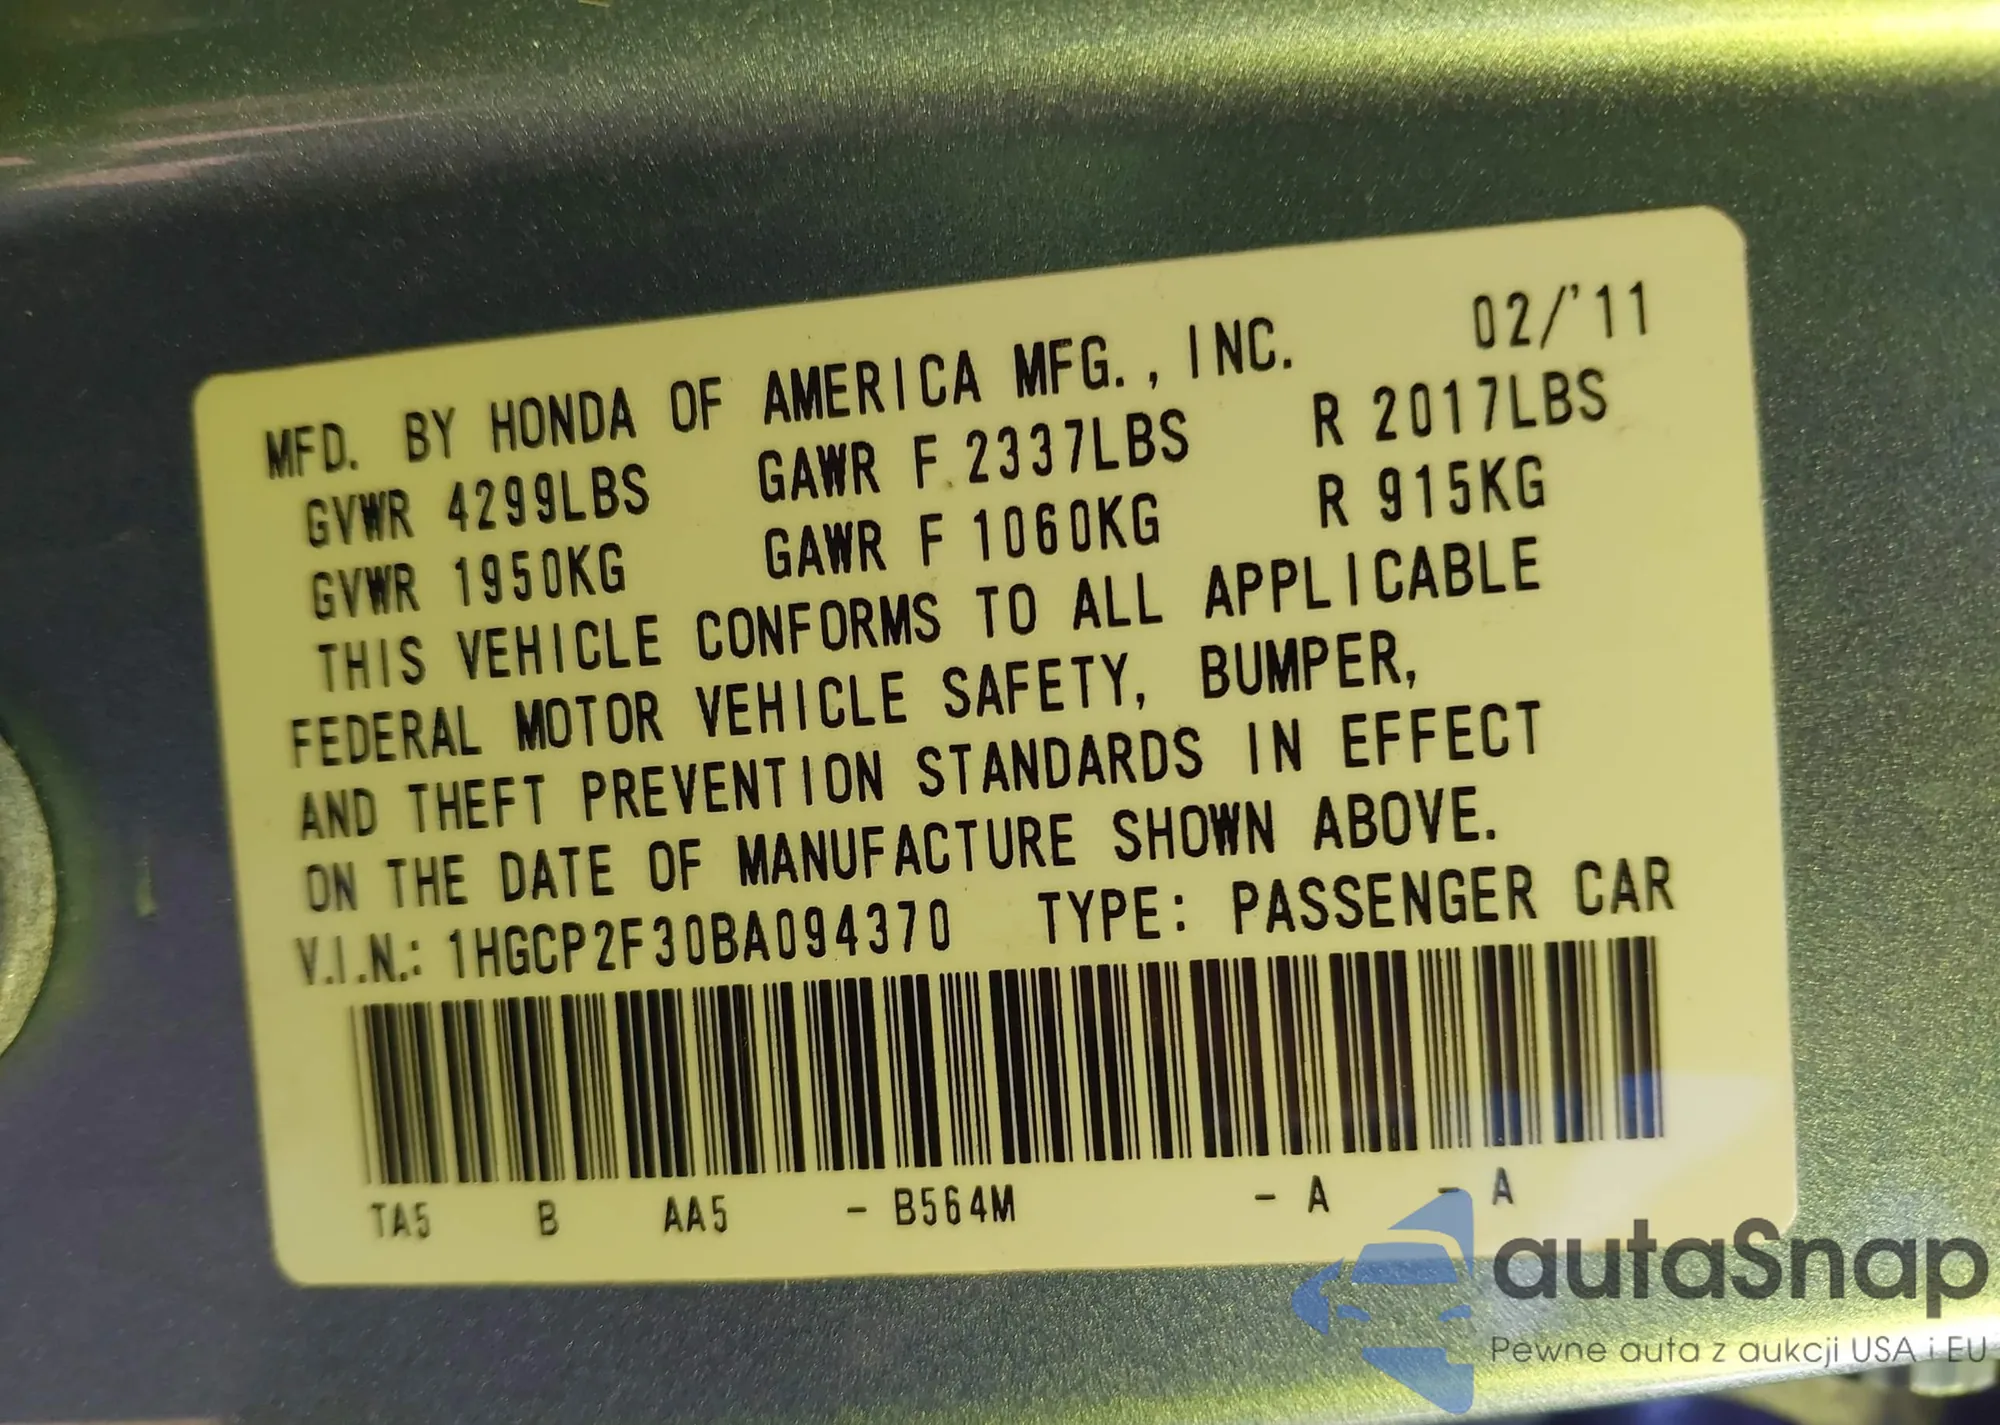 MFD. BY HONDA OF AMERICA MFG., INC. 02/'11
GVWR 4299LBS GAWR F 2337LBS R 2017LBS
GVWR 1950KG GAWR F 1060KG R 915KG
THIS VEHICLE CONFORMS TO ALL APPLICABLE
FEDERAL MOTOR VEHICLE SAFETY, BUMPER,
AND THEFT PREVENTION STANDARDS IN EFFECT
ON THE DATE OF MANUFACTURE SHOWN ABOVE.
V.I.N.: 1HGCP2F30BA094370 TYPE: PASSENGER CAR
TA5 B AA5 - B564M - A - A
autaSnap
Pewne auta z aukcji USA i EU